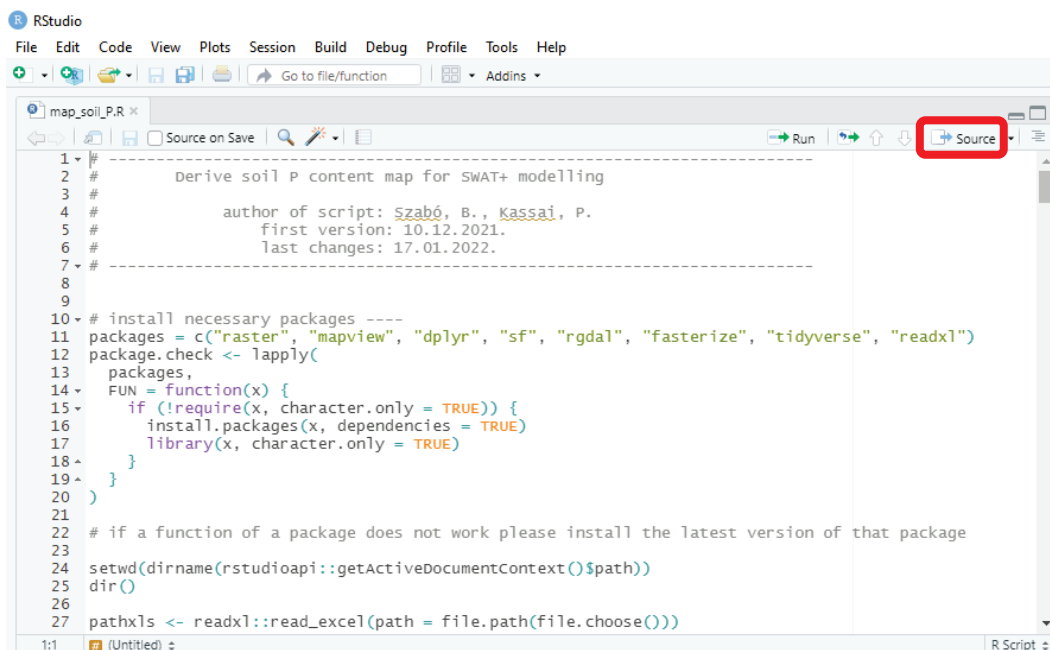 RStudio
File Edit Code View Plots Session Build Debug Profile Tools Help
Go to file/function Addins
map_soil_P.R
Source on Save Run Source
1 # --------------------------------------------------------------------------
2 #        Derive soil P content map for SWAT+ modelling
3 #
4 #             author of script: Szabó, B., Kassai, P.
5 #                 first version: 10.12.2021.
6 #                 last changes: 17.01.2022.
7 # --------------------------------------------------------------------------
8
9
10 # install necessary packages ----
11 packages = c("raster", "mapview", "dplyr", "sf", "rgdal", "fasterize", "tidyverse", "readxl")
12 package.check <- lapply(
13   packages,
14   FUN = function(x) {
15     if (!require(x, character.only = TRUE)) {
16       install.packages(x, dependencies = TRUE)
17       library(x, character.only = TRUE)
18     }
19   }
20 )
21
22 # if a function of a package does not work please install the latest version of that package
23
24 setwd(dirname(rstudioapi::getActiveDocumentContext()$path))
25 dir()
26
27 pathxls <- readxl::read_excel(path = file.path(file.choose()))
1:1 # (Untitled) R Script